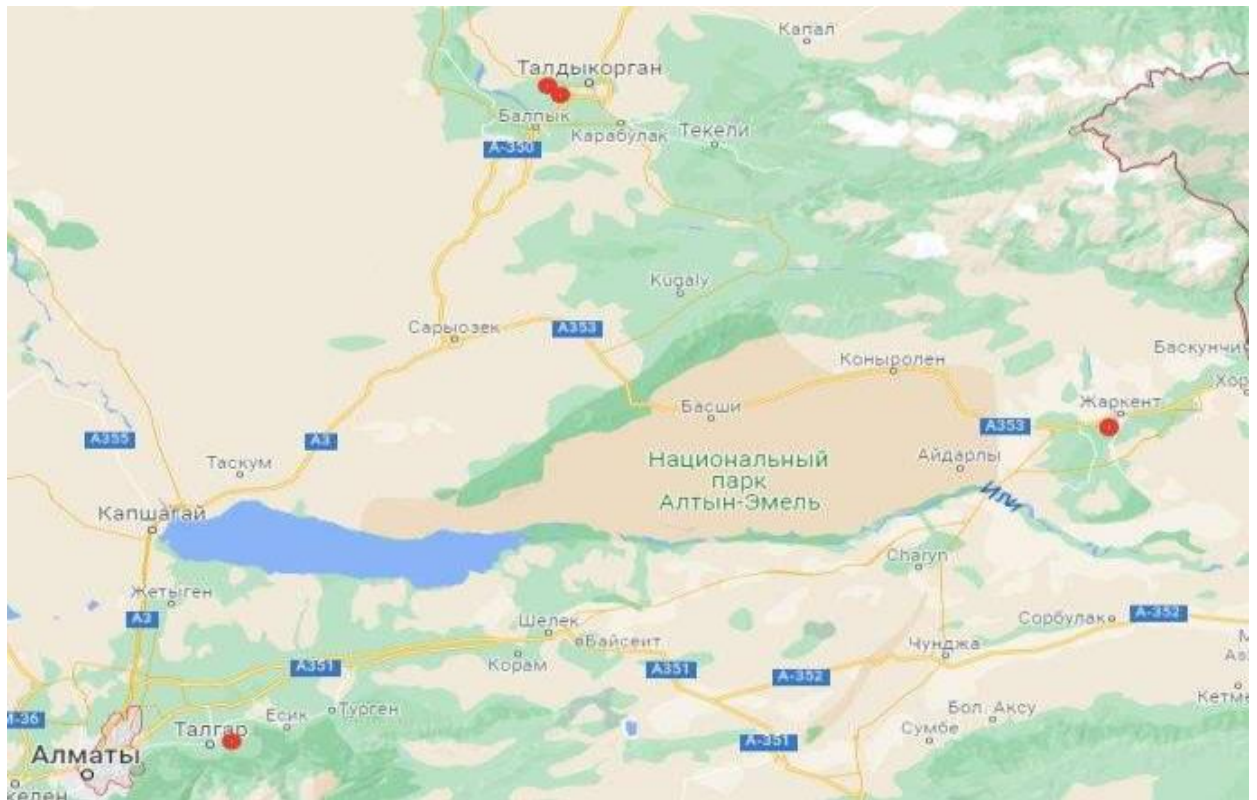 Капал
Талдыкорган
Балпык
Карабулак
Текели
А-350
Kugaly
Сарыозек
А353
Коныролен
Баскунчи
Хор
Жаркент
Басши
А353
А355
А3
Таскум
Айдарлы
Национальный
парк
Алтын-Эмель
Или
Капшагай
Charyn
Жетыген
А3
Шелек
Байсеит
Сорбулак
А-352
Корам
А351
А351
Чунджа
А-352
Кетм
Бол. Аксу
Турген
Есик
Талгар
Сумбе
А-351
-36
Алматы
келен